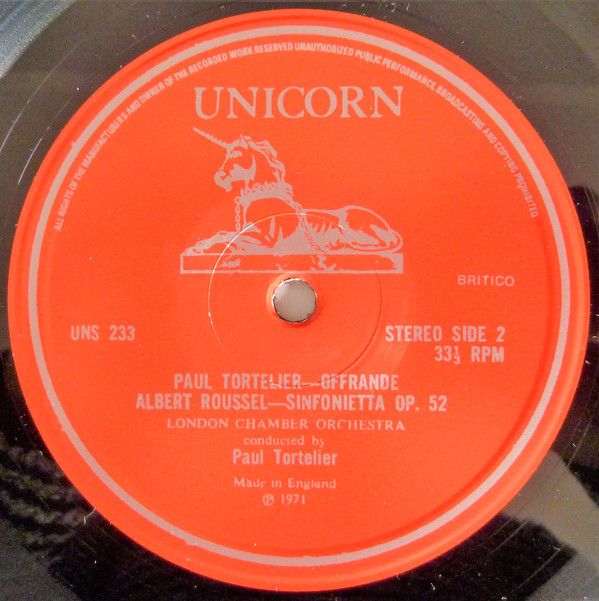 ALL RIGHTS OF THE MANUFACTURERS AND OWNER OF THE RECORDED WORK RESERVED UNAUTHORIZED PUBLIC PERFORMANCE, BROADCASTING AND COPYING PROHIBITED
UNICORN
BRITICO
UNS 233
STEREO SIDE 2
33⅓ RPM
PAUL TORTELIER—OFFRANDE
ALBERT ROUSSEL—SINFONIETTA OP. 52
LONDON CHAMBER ORCHESTRA
conducted by
Paul Tortelier
Made in England
℗ 1971